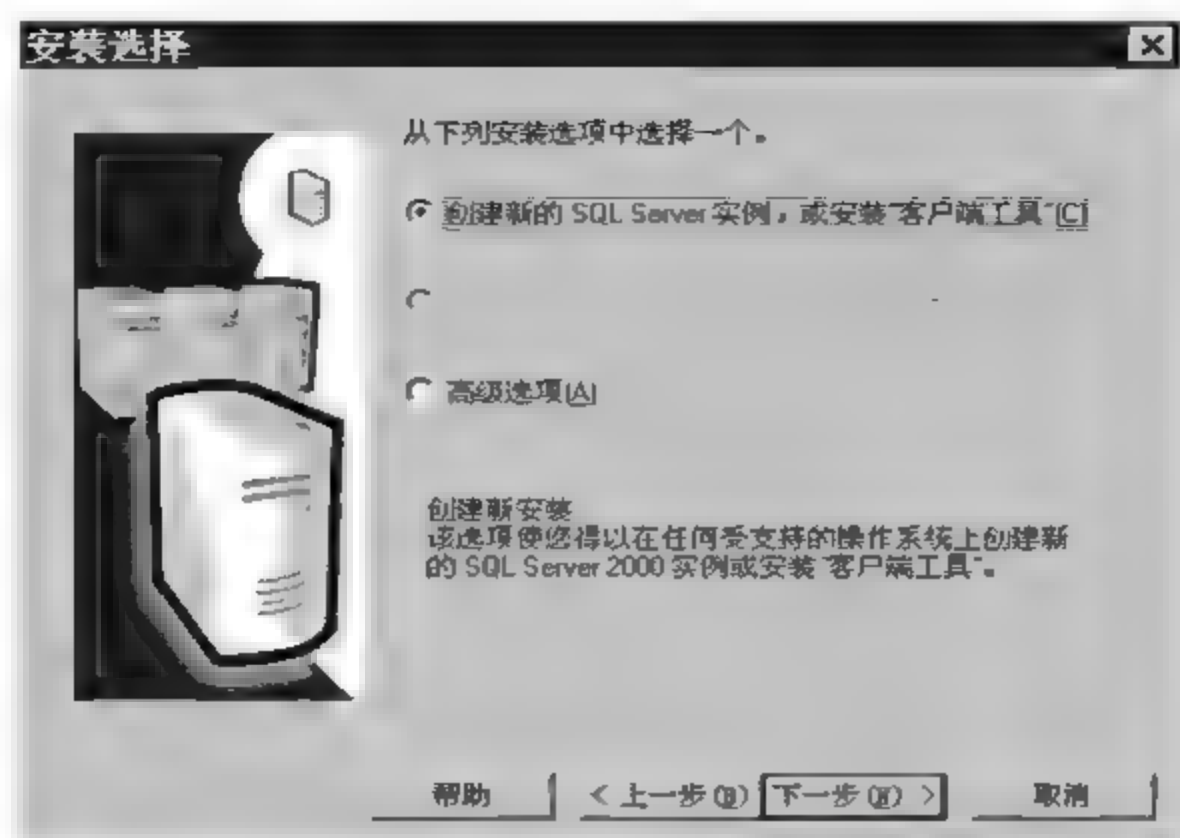 安装选择
从下列安装选项中选择一个。
创建新的 SQL Server 实例,或安装"客户端工具"(C)
高级选项(A)
创建新安装
该选项使您得以在任何受支持的操作系统上创建新
的 SQL Server 2000 实例或安装"客户端工具"。
帮助
< 上一步(B)
下一步(N) >
取消